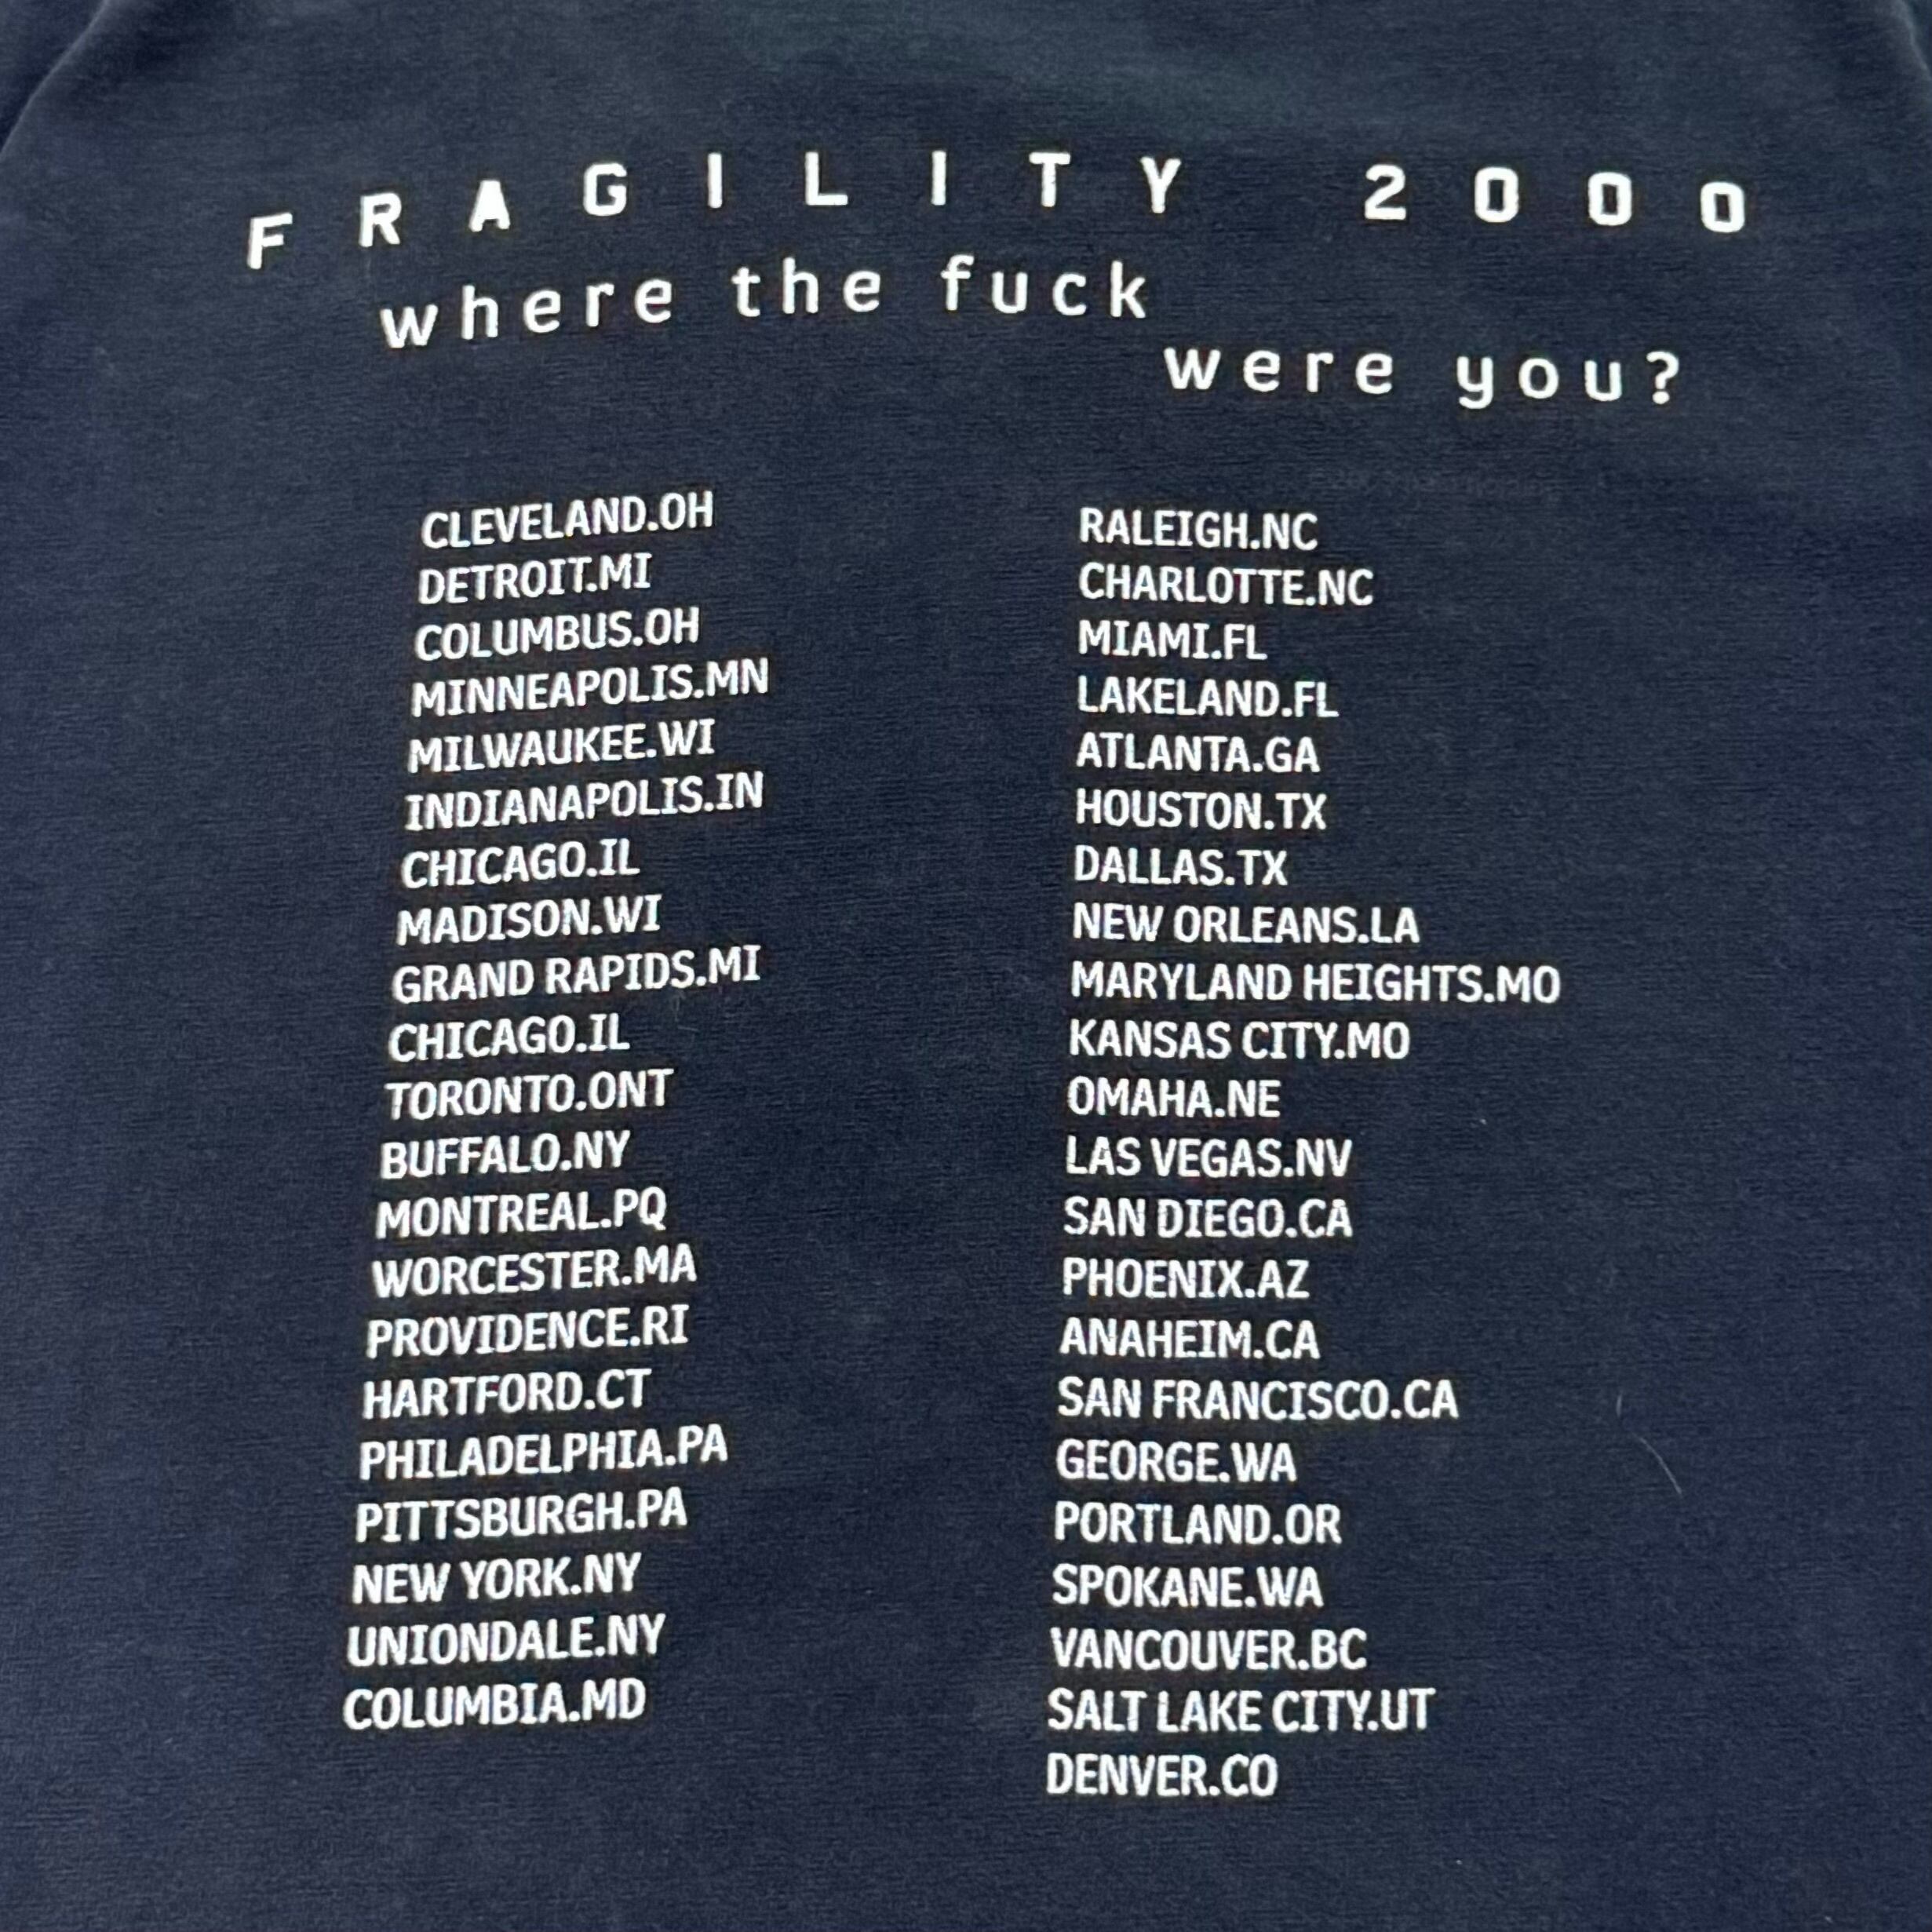 FRAGILITY 2000
where the fuck
were you?
CLEVELAND.OH
DETROIT.MI
COLUMBUS.OH
MINNEAPOLIS.MN
MILWAUKEE.WI
INDIANAPOLIS.IN
CHICAGO.IL
MADISON.WI
GRAND RAPIDS.MI
CHICAGO.IL
TORONTO.ONT
BUFFALO.NY
MONTREAL.PQ
WORCESTER.MA
PROVIDENCE.RI
HARTFORD.CT
PHILADELPHIA.PA
PITTSBURGH.PA
NEW YORK.NY
UNIONDALE.NY
COLUMBIA.MD
RALEIGH.NC
CHARLOTTE.NC
MIAMI.FL
LAKELAND.FL
ATLANTA.GA
HOUSTON.TX
DALLAS.TX
NEW ORLEANS.LA
MARYLAND HEIGHTS.MO
KANSAS CITY.MO
OMAHA.NE
LAS VEGAS.NV
SAN DIEGO.CA
PHOENIX.AZ
ANAHEIM.CA
SAN FRANCISCO.CA
GEORGE.WA
PORTLAND.OR
SPOKANE.WA
VANCOUVER.BC
SALT LAKE CITY.UT
DENVER.CO